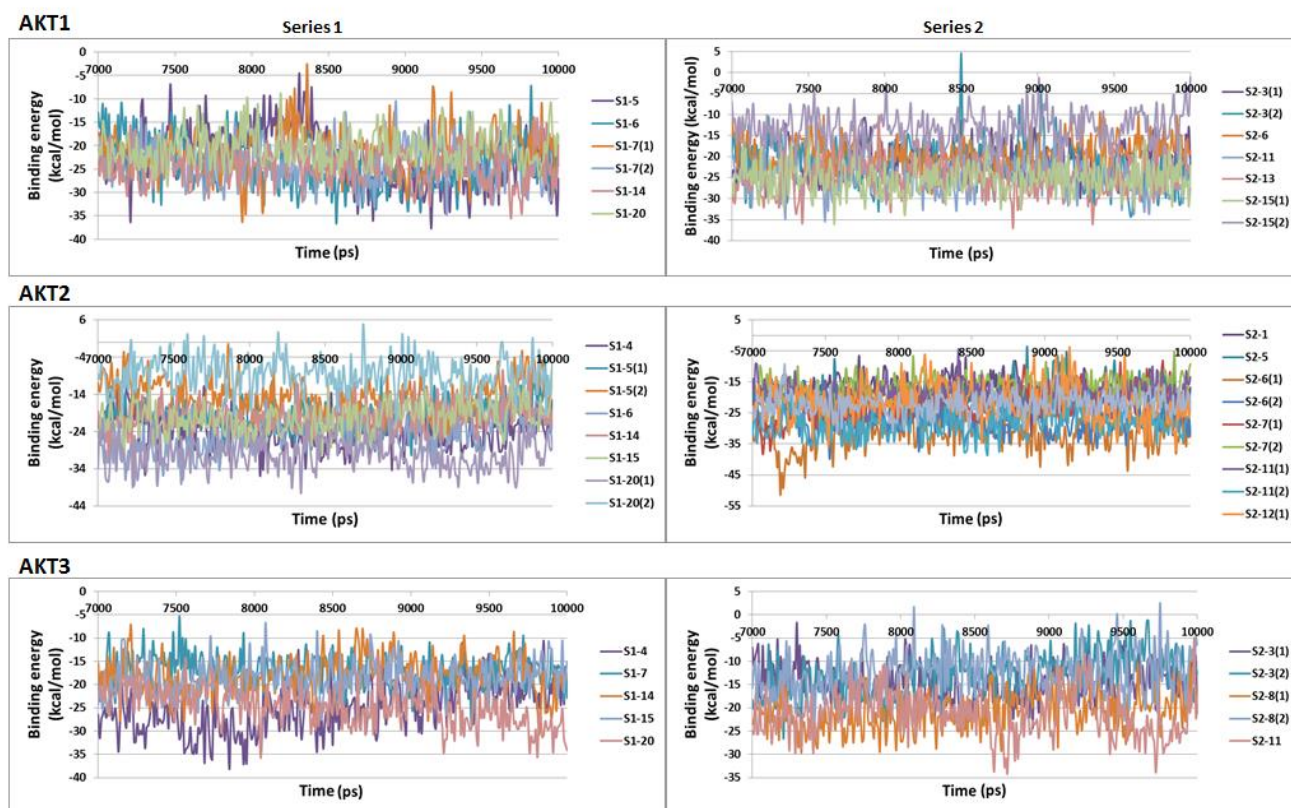 AKT1
Series 1
Series 2
Binding energy
(kcal/mol)
0
-5
-10
-15
-20
-25
-30
-35
-40
7000 7500 8000 8500 9000 9500 10000
Time (ps)
S1-5
S1-6
S1-7(1)
S1-7(2)
S1-14
S1-20
Binding energy (kcal/mol)
5
0
-5
-10
-15
-20
-25
-30
-35
-40
7000 7500 8000 8500 9000 9500 10000
Time (ps)
S2-3(1)
S2-3(2)
S2-6
S2-11
S2-13
S2-15(1)
S2-15(2)
AKT2
Binding energy
(kcal/mol)
6
-4
-14
-24
-34
-44
7000 7500 8000 8500 9000 9500 10000
Time (ps)
S1-4
S1-5(1)
S1-5(2)
S1-6
S1-14
S1-15
S1-20(1)
S1-20(2)
Binding energy
(kcal/mol)
5
-5
-15
-25
-35
-45
-55
7000 7500 8000 8500 9000 9500 10000
Time (ps)
S2-1
S2-5
S2-6(1)
S2-6(2)
S2-7(1)
S2-7(2)
S2-11(1)
S2-11(2)
S2-12(1)
AKT3
Binding energy
(kcal/mol)
0
-5
-10
-15
-20
-25
-30
-35
-40
7000 7500 8000 8500 9000 9500 10000
Time (ps)
S1-4
S1-7
S1-14
S1-15
S1-20
Binding energy
(kcal/mol)
5
0
-5
-10
-15
-20
-25
-30
-35
7000 7500 8000 8500 9000 9500 10000
Time (ps)
S2-3(1)
S2-3(2)
S2-8(1)
S2-8(2)
S2-11